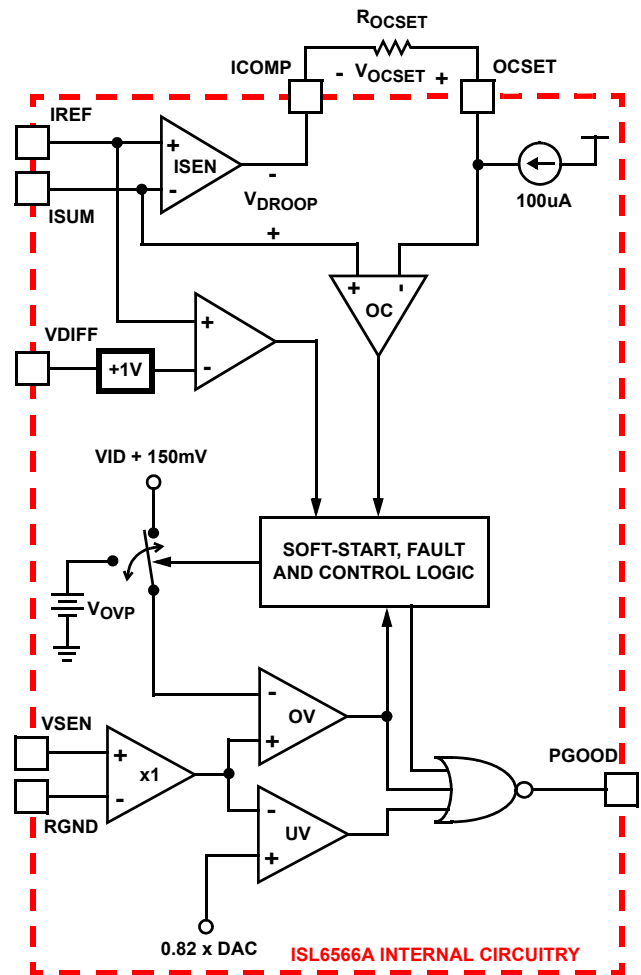 ROCSET
ICOMP - VOCSET + OCSET
IREF
+
ISEN
-
ISUM
-
VDROOP
+
100uA
+ -
OC
VDIFF
+1V
+
-
VID + 150mV
SOFT-START, FAULT
AND CONTROL LOGIC
VOVP
-
OV
+
VSEN
+
x1
-
RGND
-
UV
+
PGOOD
0.82 x DAC
ISL6566A INTERNAL CIRCUITRY